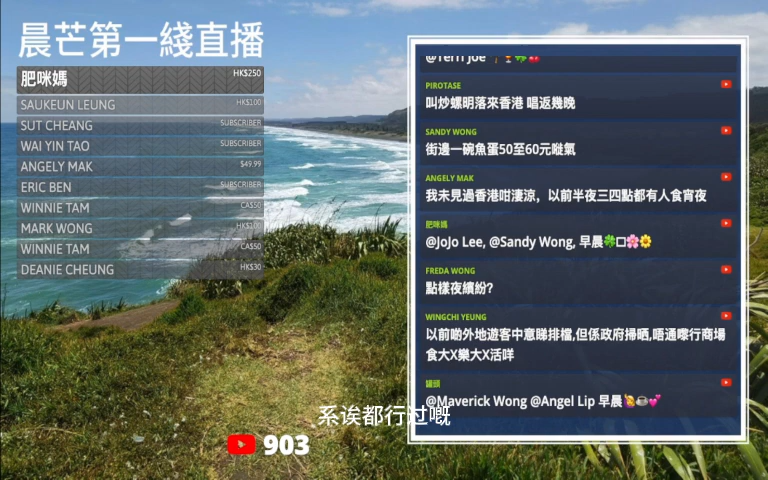 晨芒第一綫直播
肥咪媽 HK$250
SAUKEUN LEUNG HK$100
SUT CHEANG SUBSCRIBER
WAI YIN TAO SUBSCRIBER
ANGELY MAK $49.99
ERIC BEN SUBSCRIBER
WINNIE TAM CA$50
MARK WONG HK$100
WINNIE TAM CA$50
DEANIE CHEUNG HK$30
@Terri Joe
PIROTASE
叫炒螺明落來香港 唱返幾晚
SANDY WONG
街邊一碗魚蛋50至60元嘥氣
ANGELY MAK
我未見過香港咁淒涼，以前半夜三四點都有人食宵夜
肥咪媽
@JoJo Lee, @Sandy Wong, 早晨🍀□🌸🌼
FREDA WONG
點樣夜繽紛?
WINGCHI YEUNG
以前啲外地遊客中意睇排檔,但係政府掃晒,唔通嚟行商場
食大X樂大X活咩
罐頭
@Maverick Wong @Angel Lip 早晨🙋☕💕
系诶都行过嘅
903